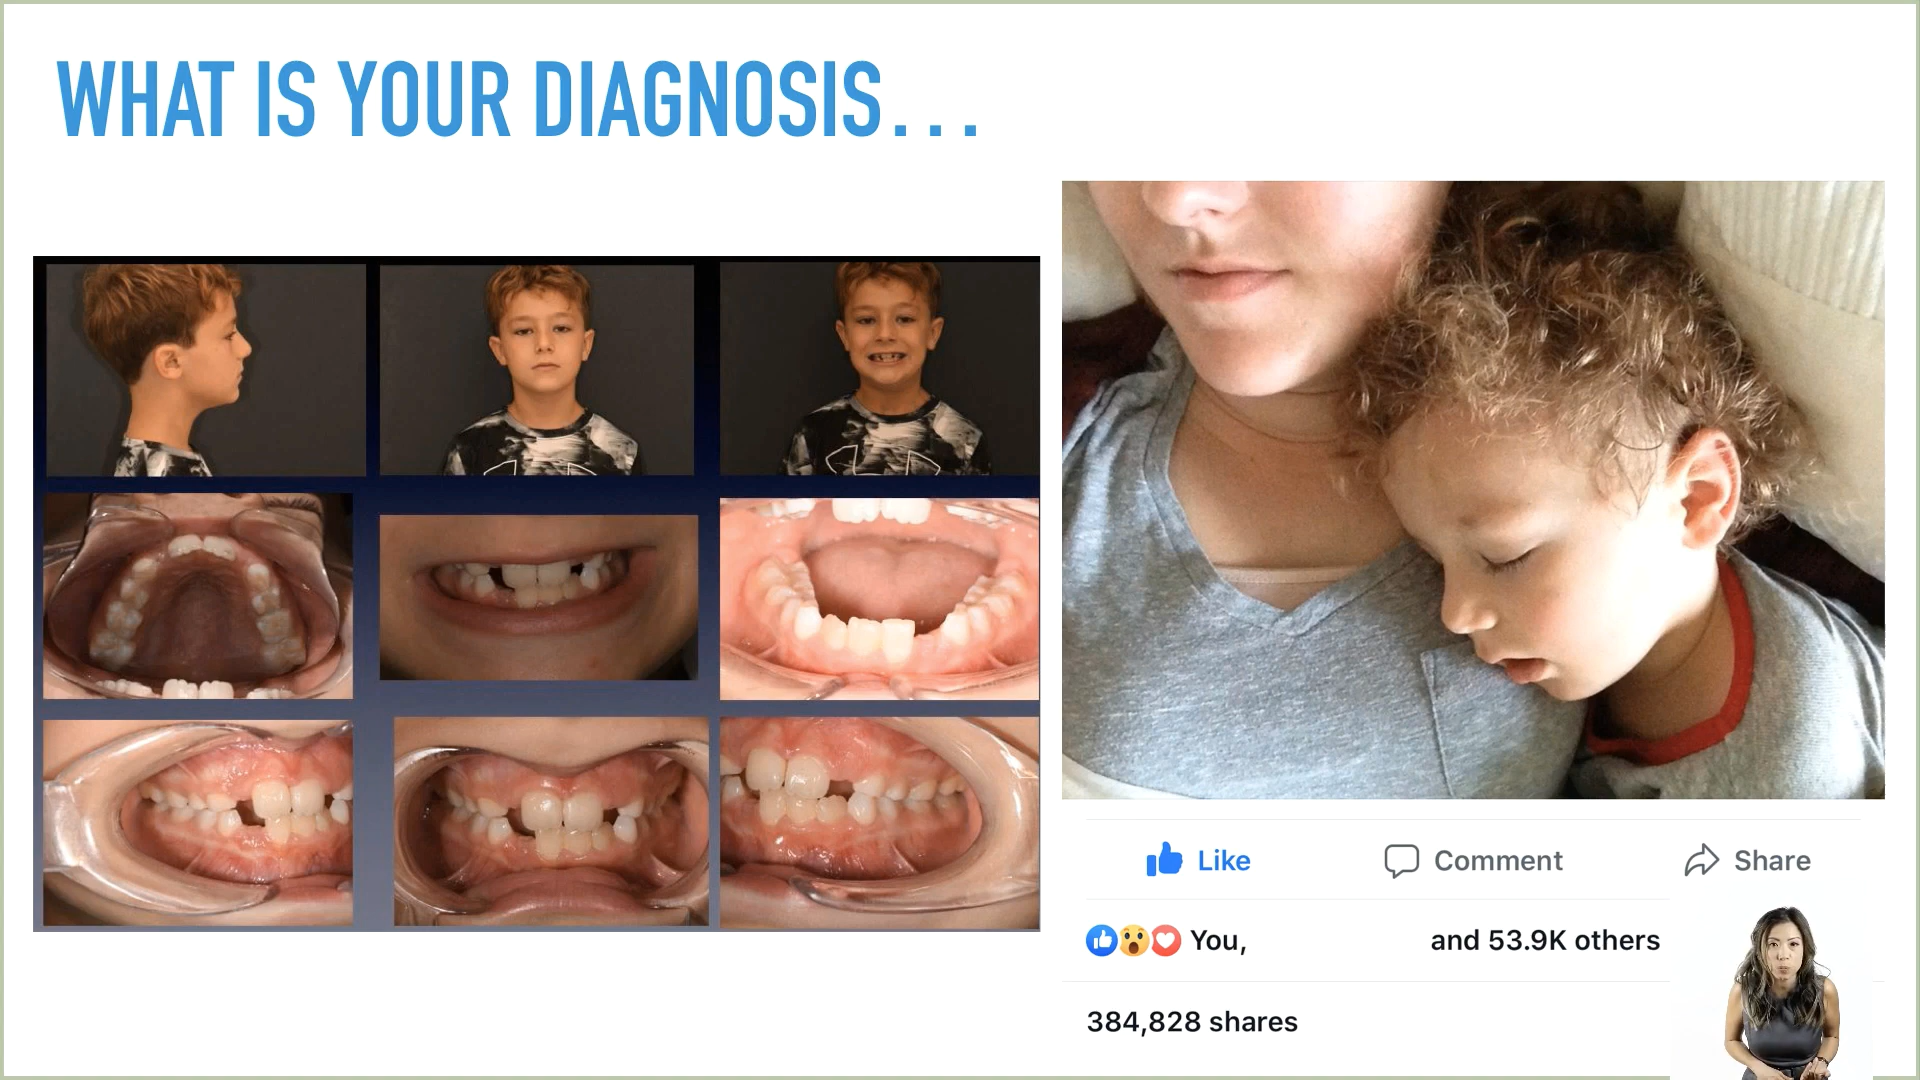 WHAT IS YOUR DIAGNOSIS...
Like Comment Share
You, and 53.9K others
384,828 shares